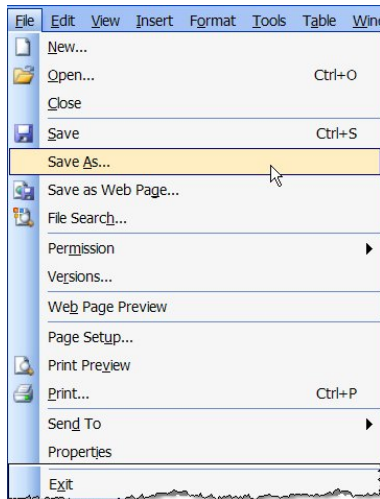 File Edit View Insert Format Tools Table
New...
Open... Ctrl+O
Close
Save Ctrl+S
Save As...
Save as Web Page...
File Search...
Permission
Versions...
Web Page Preview
Page Setup...
Print Preview
Print... Ctrl+P
Send To
Properties
Exit